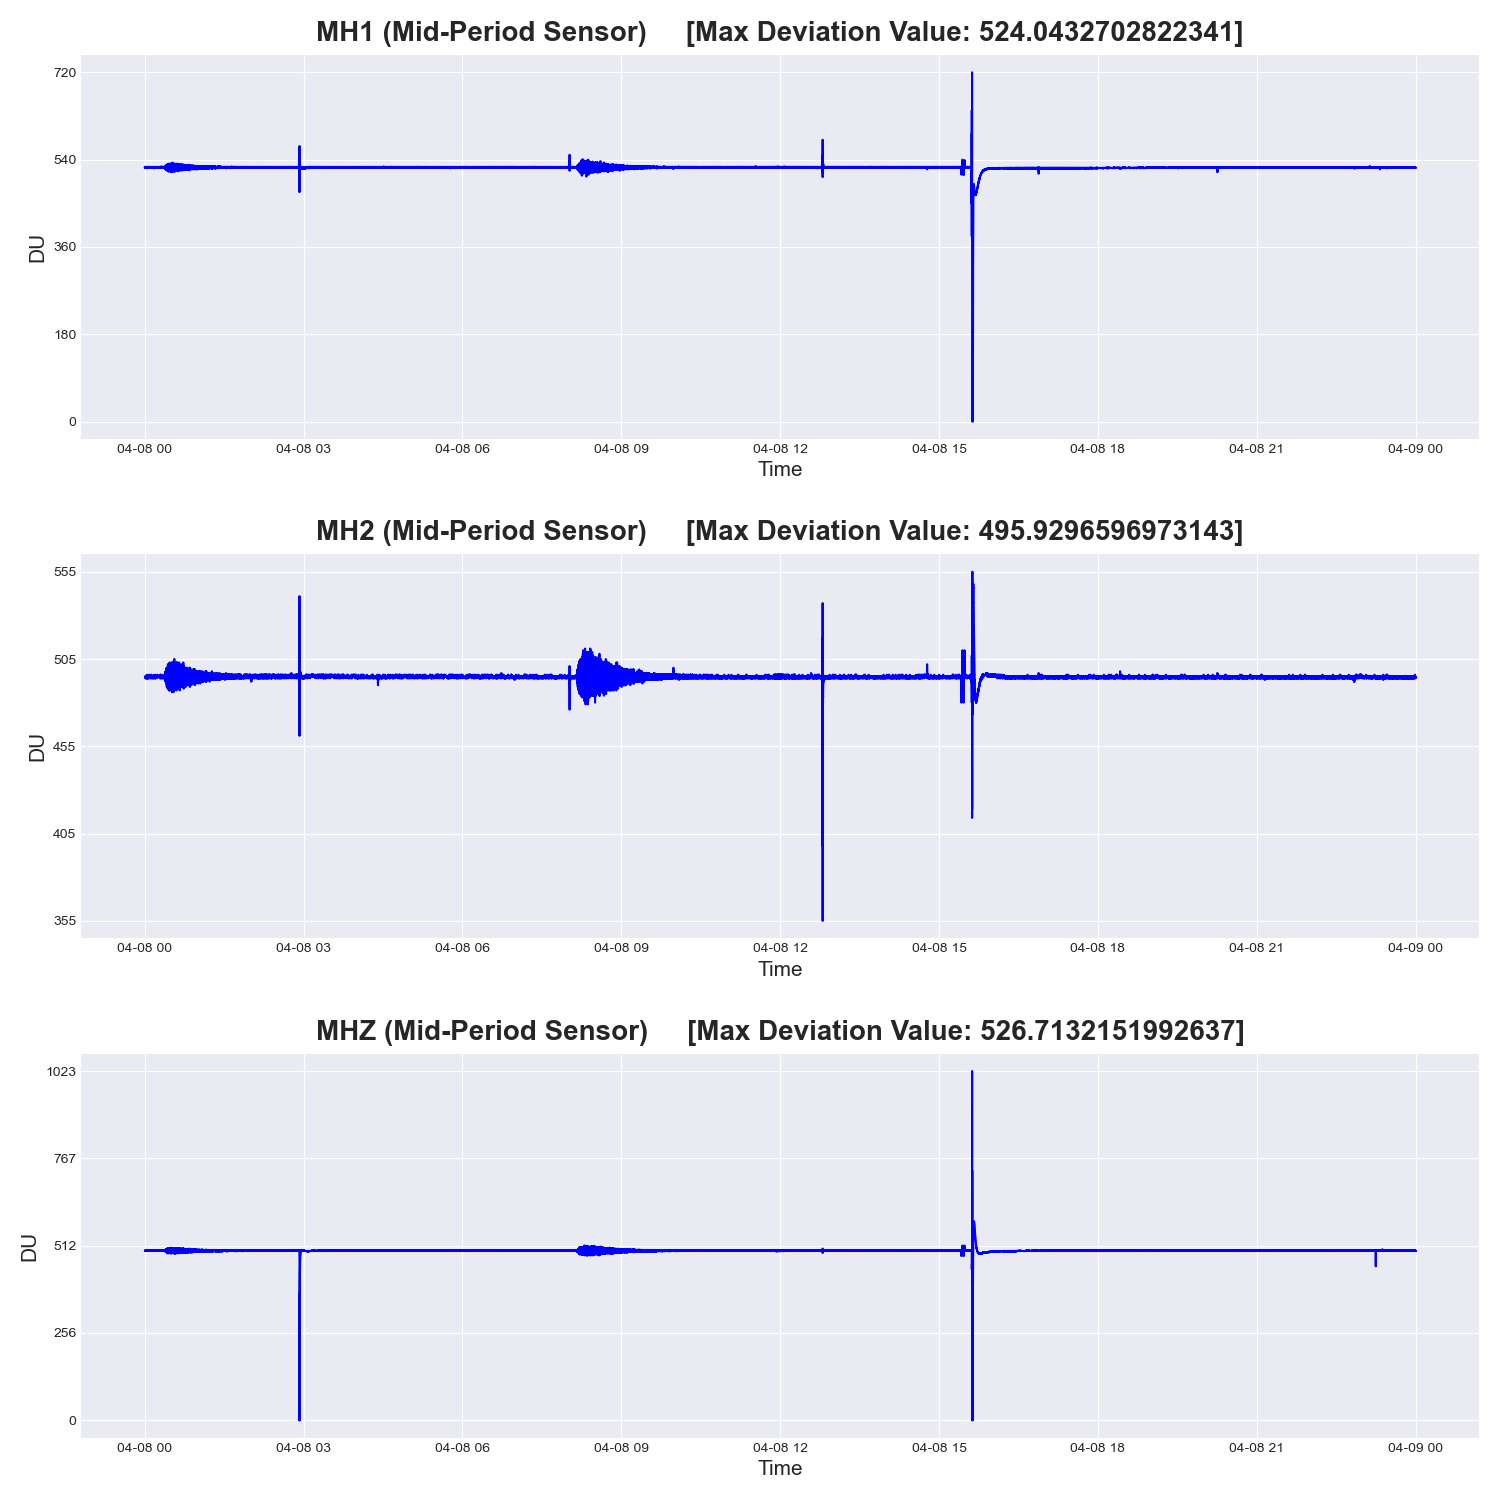 MH1 (Mid-Period Sensor) [Max Deviation Value: 524.0432702822341]
720
540
360
180
0
DU
04-08 00 04-08 03 04-08 06 04-08 09 04-08 12 04-08 15 04-08 18 04-08 21 04-09 00
Time
MH2 (Mid-Period Sensor) [Max Deviation Value: 495.9296596973143]
555
505
455
405
355
DU
04-08 00 04-08 03 04-08 06 04-08 09 04-08 12 04-08 15 04-08 18 04-08 21 04-09 00
Time
MHZ (Mid-Period Sensor) [Max Deviation Value: 526.7132151992637]
1023
767
512
256
0
DU
04-08 00 04-08 03 04-08 06 04-08 09 04-08 12 04-08 15 04-08 18 04-08 21 04-09 00
Time